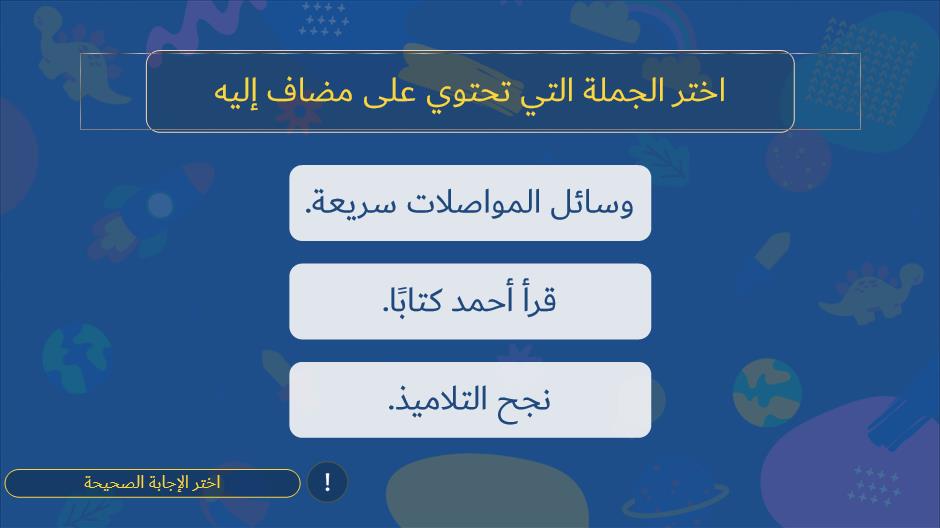 اختر الجملة التي تحتوي على مضاف إليه
وسائل المواصلات سريعة.
قرأ أحمد كتابًا.
نجح التلاميذ.
!
اختر الإجابة الصحيحة